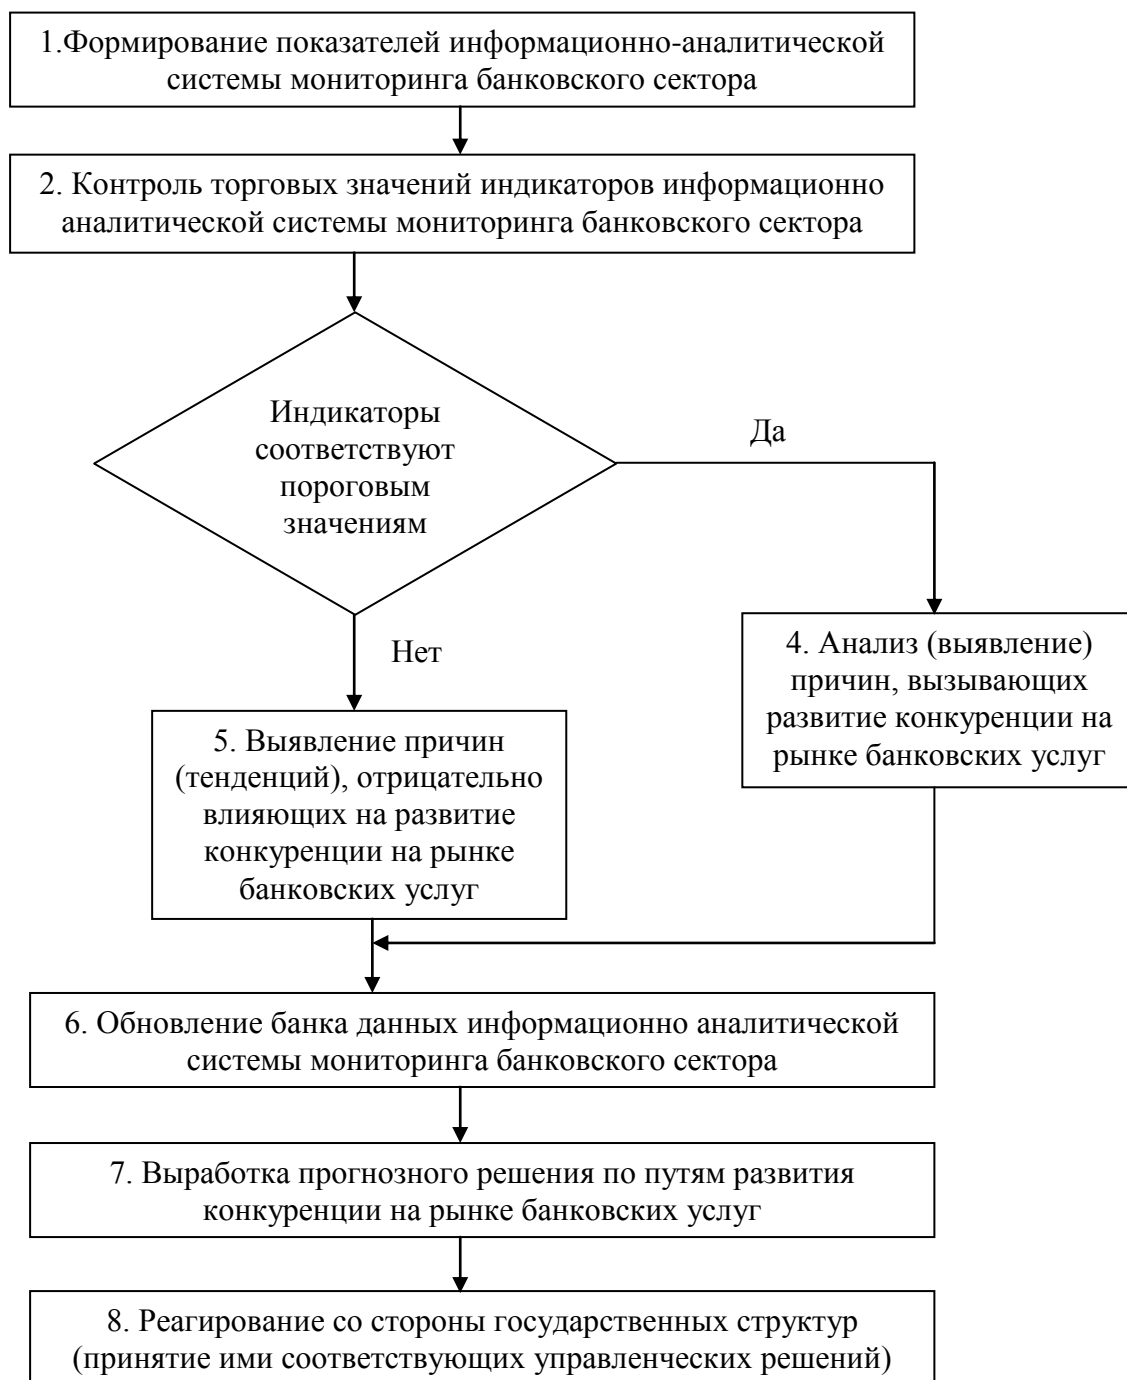 1.Формирование показателей информационно-аналитической
системы мониторинга банковского сектора
2. Контроль торговых значений индикаторов информационно
аналитической системы мониторинга банковского сектора
Индикаторы
соответствуют
пороговым
значениям
Да
Нет
4. Анализ (выявление)
причин, вызывающих
развитие конкуренции на
рынке банковских услуг
5. Выявление причин
(тенденций), отрицательно
влияющих на развитие
конкуренции на рынке
банковских услуг
6. Обновление банка данных информационно аналитической
системы мониторинга банковского сектора
7. Выработка прогнозного решения по путям развития
конкуренции на рынке банковских услуг
8. Реагирование со стороны государственных структур
(принятие ими соответствующих управленческих решений)